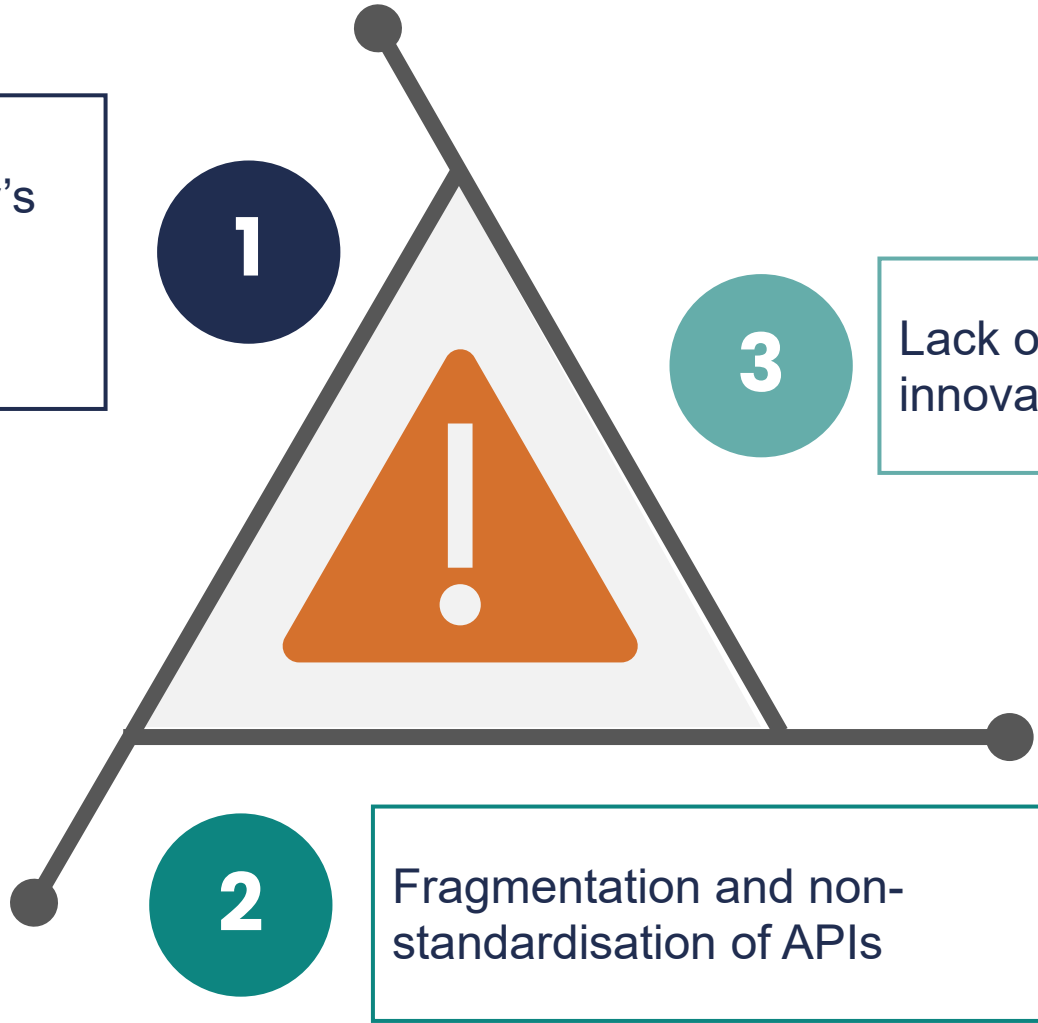 's
1
3
Lack o
innova
2
Fragmentation and non-
standardisation of APIs